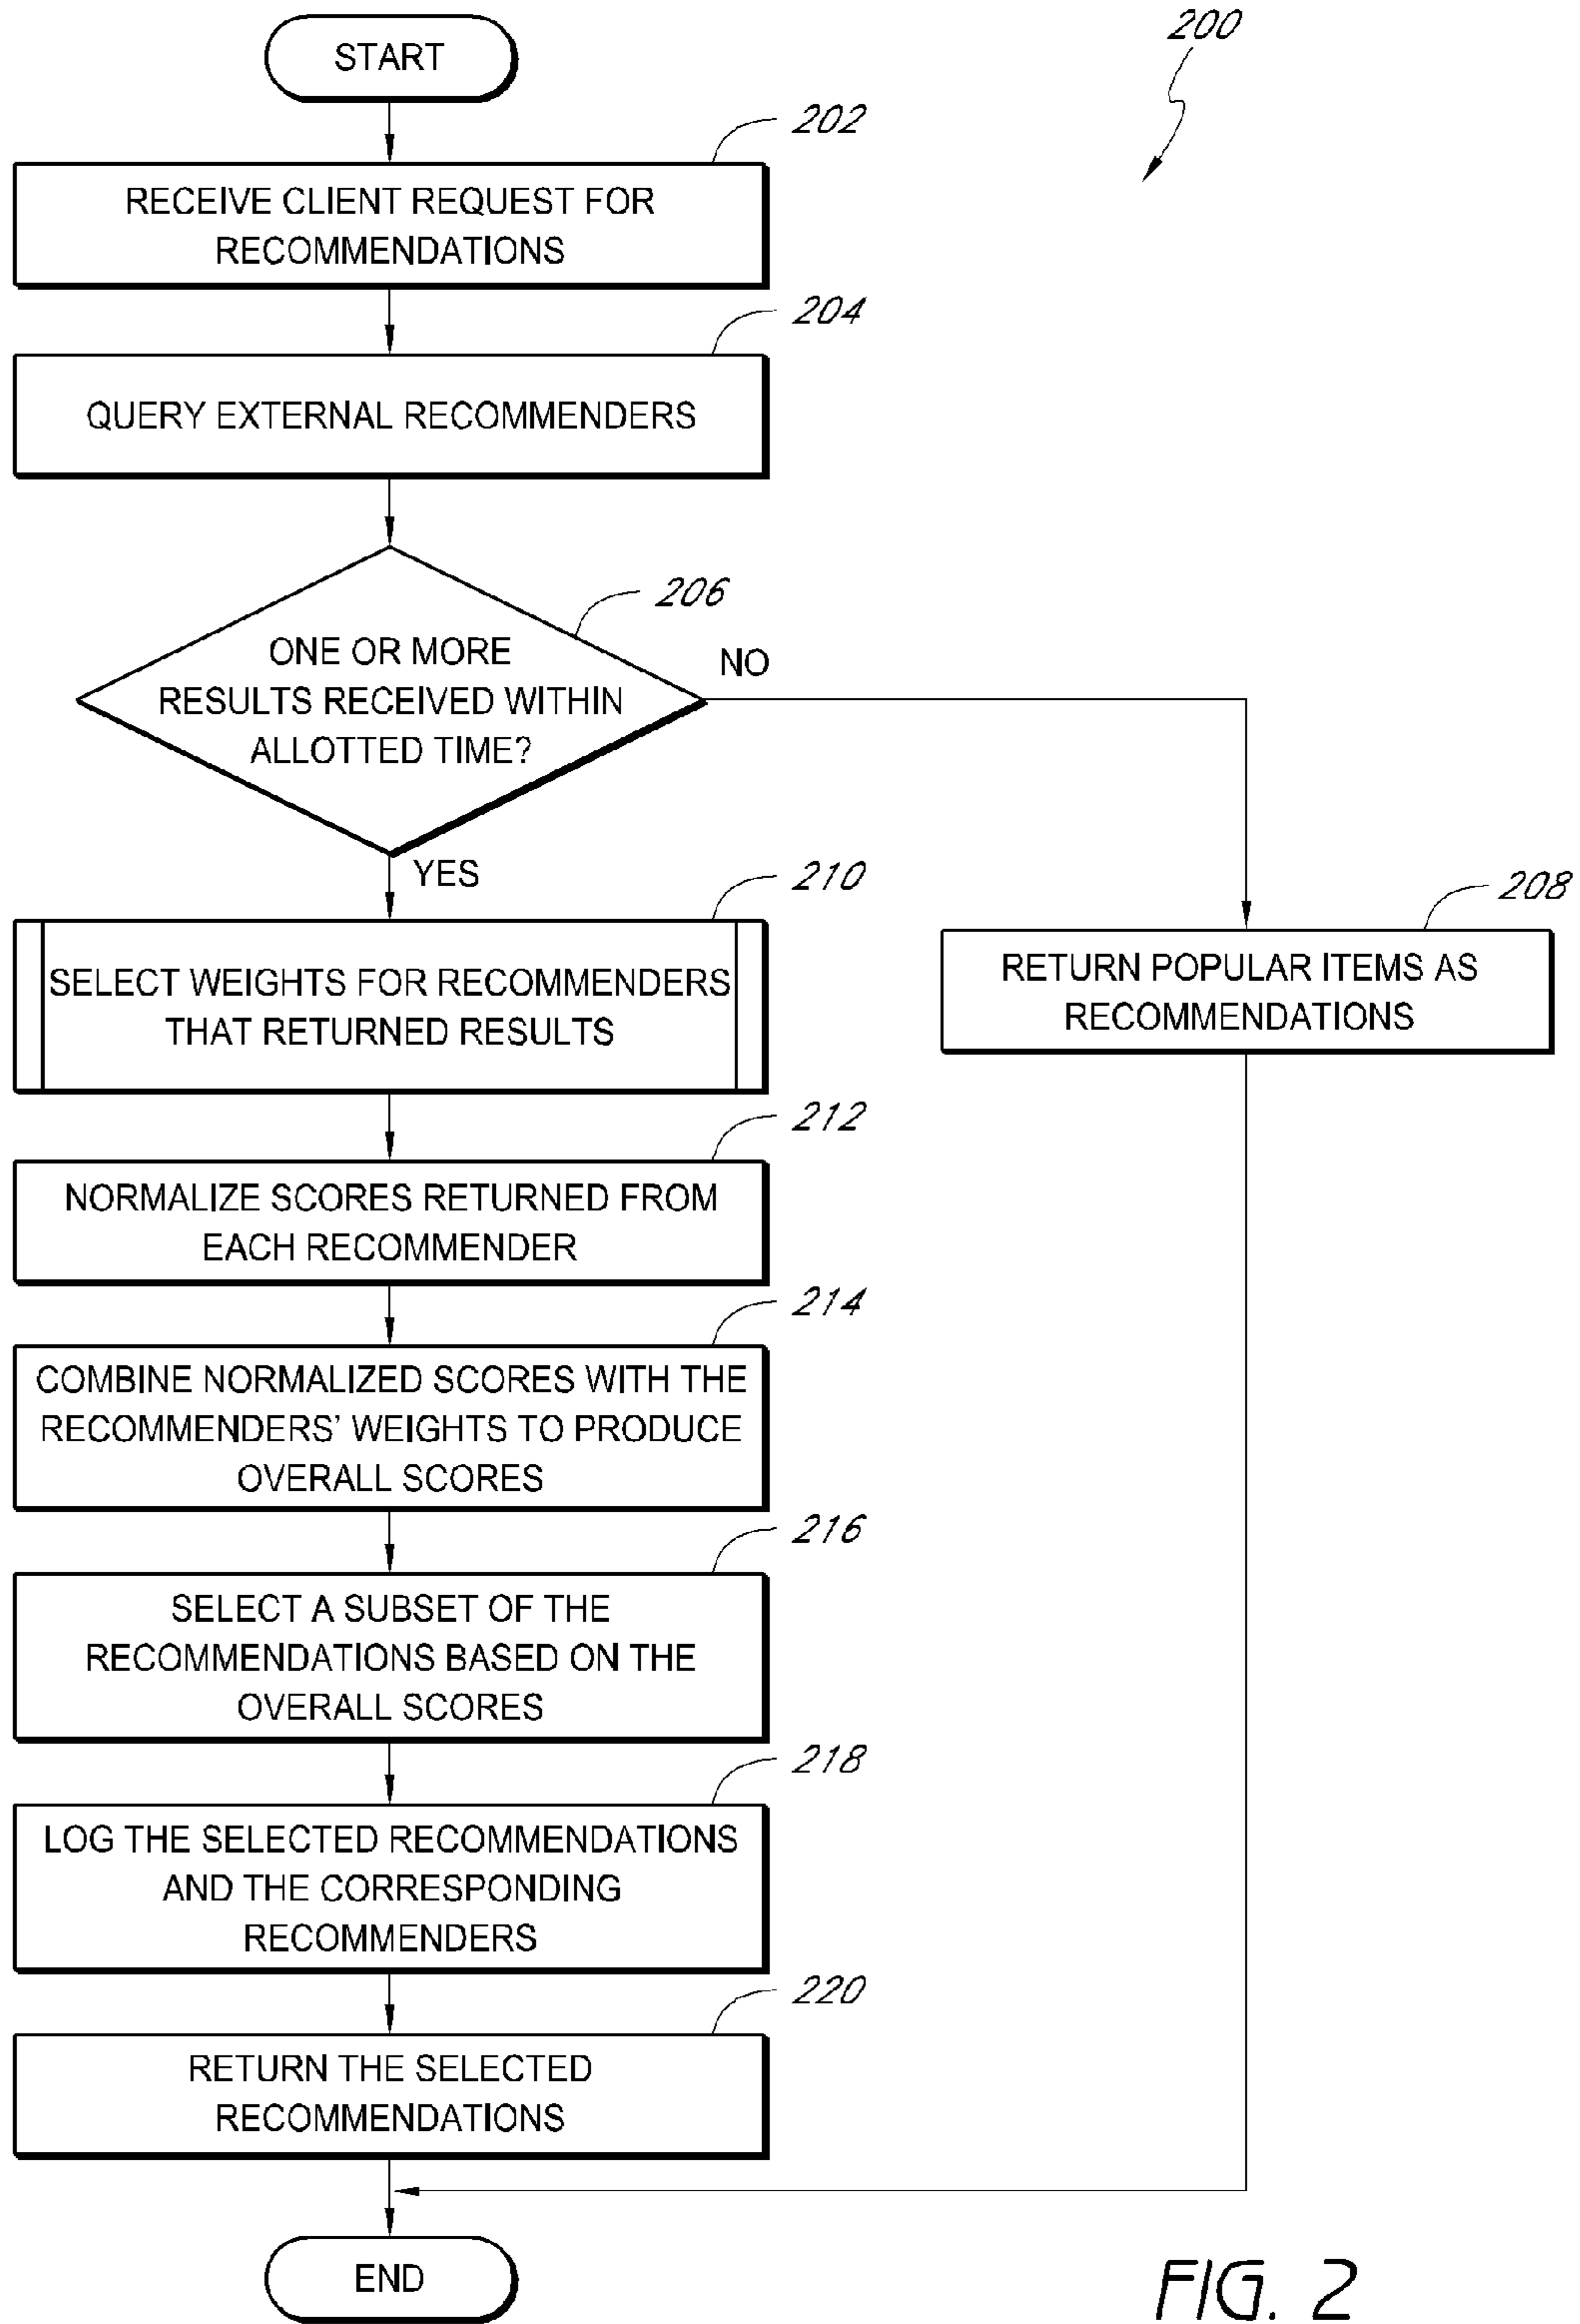 200
START
202
RECEIVE CLIENT REQUEST FOR
RECOMMENDATIONS
204
QUERY EXTERNAL RECOMMENDERS
206
ONE OR MORE
RESULTS RECEIVED WITHIN
ALLOTTED TIME?
NO
YES
210
SELECT WEIGHTS FOR RECOMMENDERS
THAT RETURNED RESULTS
208
RETURN POPULAR ITEMS AS
RECOMMENDATIONS
212
NORMALIZE SCORES RETURNED FROM
EACH RECOMMENDER
214
COMBINE NORMALIZED SCORES WITH THE
RECOMMENDERS' WEIGHTS TO PRODUCE
OVERALL SCORES
216
SELECT A SUBSET OF THE
RECOMMENDATIONS BASED ON THE
OVERALL SCORES
218
LOG THE SELECTED RECOMMENDATIONS
AND THE CORRESPONDING
RECOMMENDERS
220
RETURN THE SELECTED
RECOMMENDATIONS
END
FIG. 2